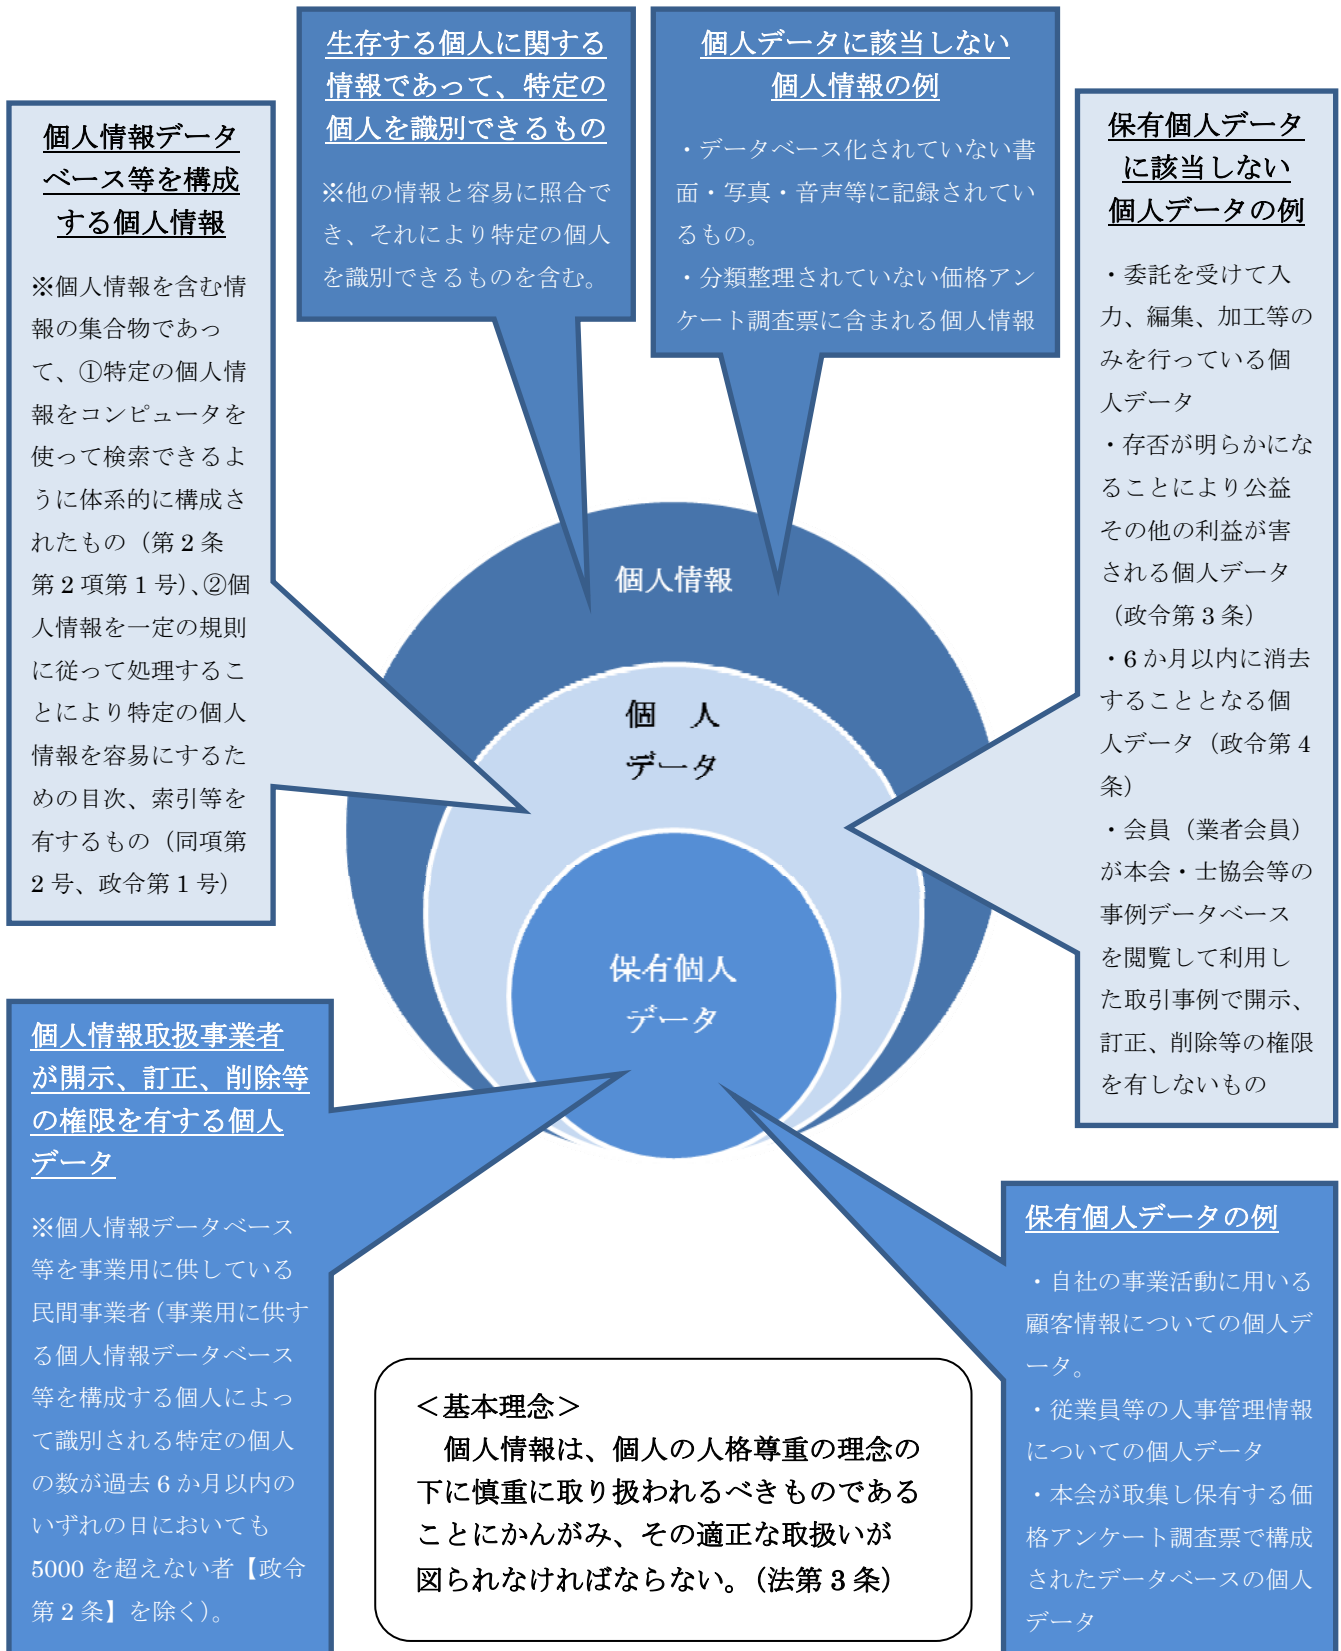 生存する個人に関する
情報であって、特定の
個人を識別できるもの
※他の情報と容易に照合で
き、それにより特定の個人
を識別できるものを含む。
個人データに該当しない
個人情報の例
・データベース化されていない書
面・写真・音声等に記録されてい
るもの。
・分類整理されていない価格アン
ケート調査票に含まれる個人情報
個人情報データ
ベース等を構成
する個人情報
※個人情報を含む情
報の集合物であっ
て、①特定の個人情
報をコンピュータを
使って検索できるよ
うに体系的に構成さ
れたもの（第 2 条
第 2 項第 1 号）、②個
人情報を一定の規則
に従って処理するこ
とにより特定の個人
情報を容易にするた
めの目次、索引等を
有するもの（同項第
2 号、政令第 1 号）
保有個人データ
に該当しない
個人データの例
・委託を受けて入
力、編集、加工等の
みを行っている個
人データ
・存否が明らかにな
ることにより公益
その他の利益が害
される個人データ
（政令第 3 条）
・6 か月以内に消去
することとなる個
人データ（政令第 4
条）
・会員（業者会員）
が本会・士協会等の
事例データベース
を閲覧して利用し
た取引事例で開示、
訂正、削除等の権限
を有しないもの
個人情報
個　人
データ
保有個人
データ
個人情報取扱事業者
が開示、訂正、削除等
の権限を有する個人
データ
※個人情報データベース
等を事業用に供している
民間事業者（事業用に供す
る個人情報データベース
等を構成する個人によっ
て識別される特定の個人
の数が過去 6 か月以内の
いずれの日においても
5000 を超えない者【政令
第 2 条】を除く）。
保有個人データの例
・自社の事業活動に用いる
顧客情報についての個人デ
ータ。
・従業員等の人事管理情報
についての個人データ
・本会が取集し保有する価
格アンケート調査票で構成
されたデータベースの個人
データ
＜基本理念＞
　個人情報は、個人の人格尊重の理念の
下に慎重に取り扱われるべきものである
ことにかんがみ、その適正な取扱いが
図られなければならない。（法第 3 条）